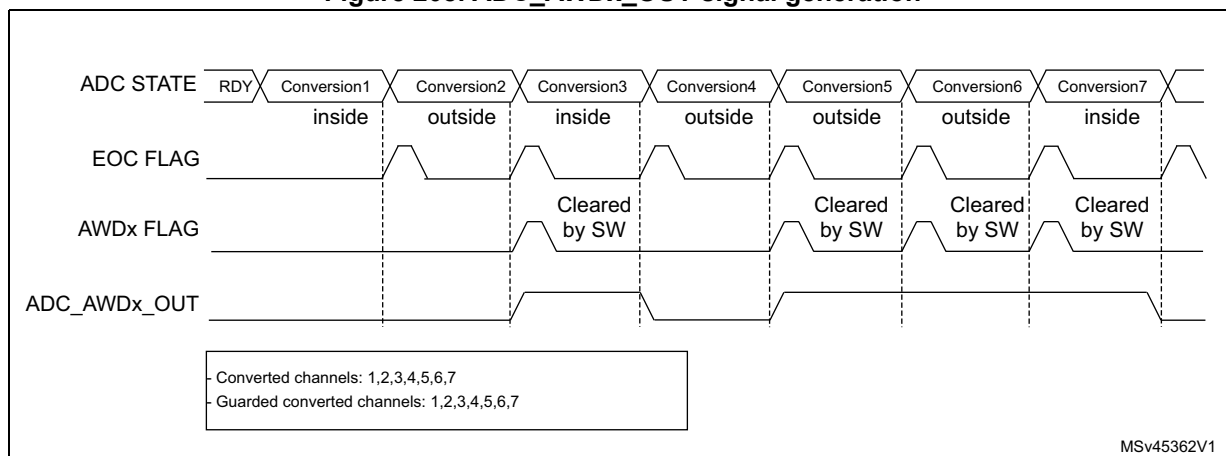 ADC STATE RDY Conversion1 Conversion2 Conversion3 Conversion4 Conversion5 Conversion6 Conversion7
inside outside inside outside outside outside inside
EOC FLAG
Cleared by SW Cleared by SW Cleared by SW Cleared by SW
AWDx FLAG
ADC_AWDx_OUT
- Converted channels: 1,2,3,4,5,6,7
- Guarded converted channels: 1,2,3,4,5,6,7
MSv45362V1